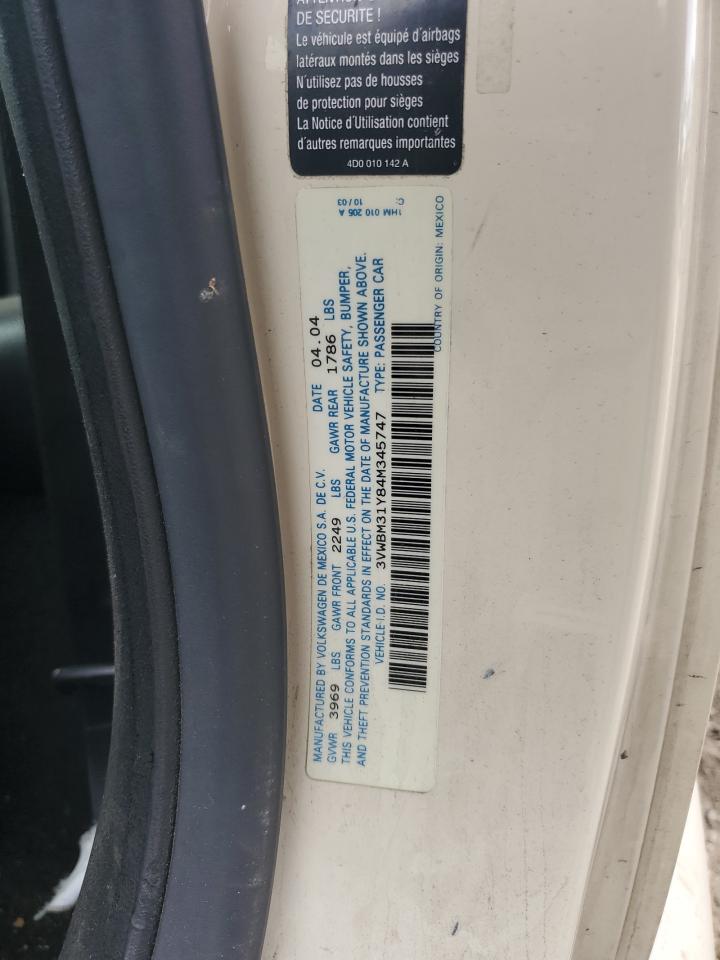 DE SECURITE !
Le véhicule est équipé d'airbags
latéraux montés dans les sièges
N'utilisez pas de housses
de protection pour sièges
La Notice d'Utilisation contient
d'autres remarques importantes
4D0 010 142 A
1HM 010 205 A
10 / 03
MANUFACTURED BY VOLKSWAGEN DE MEXICO S.A. DE C.V. DATE 04.04
GVWR 3969 LBS GAWR FRONT 2249 LBS GAWR REAR 1786 LBS
THIS VEHICLE CONFORMS TO ALL APPLICABLE U.S. FEDERAL MOTOR VEHICLE SAFETY, BUMPER,
AND THEFT PREVENTION STANDARDS IN EFFECT ON THE DATE OF MANUFACTURE SHOWN ABOVE.
VEHICLE-I.D. NO. 3VWBM31Y84M345747 TYPE: PASSENGER CAR
COUNTRY OF ORIGIN: MEXICO